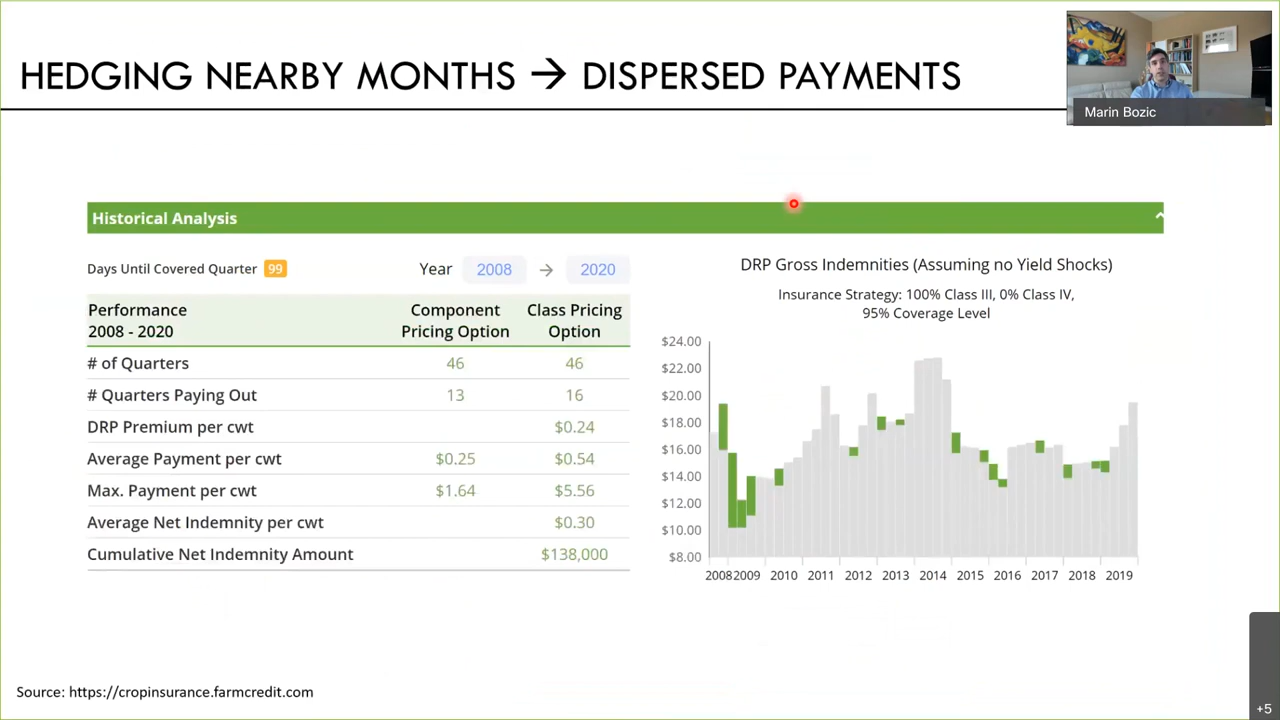 HEDGING NEARBY MONTHS → DISPERSED PAYMENTS
Marin Bozic
Historical Analysis
Days Until Covered Quarter 99
Year 2008 → 2020
Performance
2008 - 2020
Component
Pricing Option
Class Pricing
Option
# of Quarters 46 46
# Quarters Paying Out 13 16
DRP Premium per cwt $0.24
Average Payment per cwt $0.25 $0.54
Max. Payment per cwt $1.64 $5.56
Average Net Indemnity per cwt $0.30
Cumulative Net Indemnity Amount $138,000
DRP Gross Indemnities (Assuming no Yield Shocks)
Insurance Strategy: 100% Class III, 0% Class IV,
95% Coverage Level
$24.00
$22.00
$20.00
$18.00
$16.00
$14.00
$12.00
$10.00
$8.00
2008 2009 2010 2011 2012 2013 2014 2015 2016 2017 2018 2019
Source: https://cropinsurance.farmcredit.com
+5